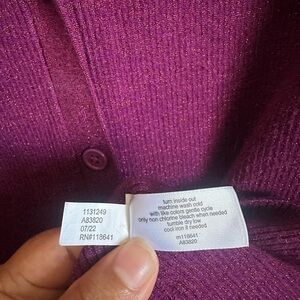 1131249
A83820
07/22
RN#118641
turn inside out
machine wash cold
with like colors gentle cycle
only non chlorine bleach when needed
tumble dry low
cool iron if needed
m118641
A83820